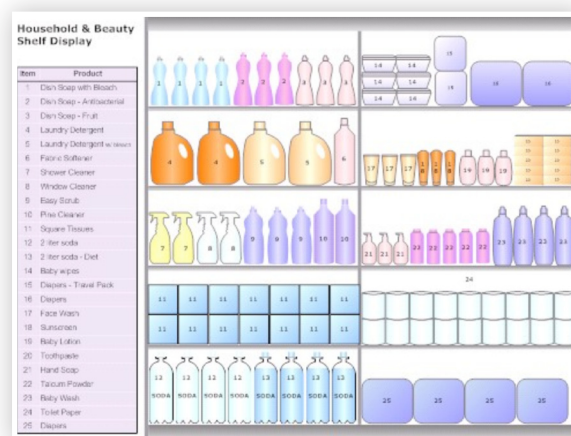 Household & Beauty
Shelf Display
Item Product
1 Dish Soap with Bleach
2 Dish Soap - Antibacterial
3 Dish Soap - Fruit
4 Laundry Detergent
5 Laundry Detergent w/ bleach
6 Fabric Softener
7 Shower Cleaner
8 Window Cleaner
9 Easy Scrub
10 Pine Cleaner
11 Square Tissues
12 2 liter soda
13 2 liter soda - Diet
14 Baby wipes
15 Diapers - Travel Pack
16 Diapers
17 Face Wash
18 Sunscreen
19 Baby Lotion
20 Toothpaste
21 Hand Soap
22 Talcum Powder
23 Baby Wash
24 Toilet Paper
25 Diapers
1 1 1 1 2 2 2 3 3 3
14 14
14 14
14 14
15
15
16 16
4 4 5 5 6
17 17 17 18 18 18 19 19 19
7 7 8 8 9 9 9 10 10
21 21 21 22 22 22 22 22 23 23 23 23
11 11 11 11 11 11 11
11 11 11 11 11 11 11
24
12 12 12 12 13 13 13 13
SODA SODA SODA SODA SODA SODA SODA SODA
25 25 25 25